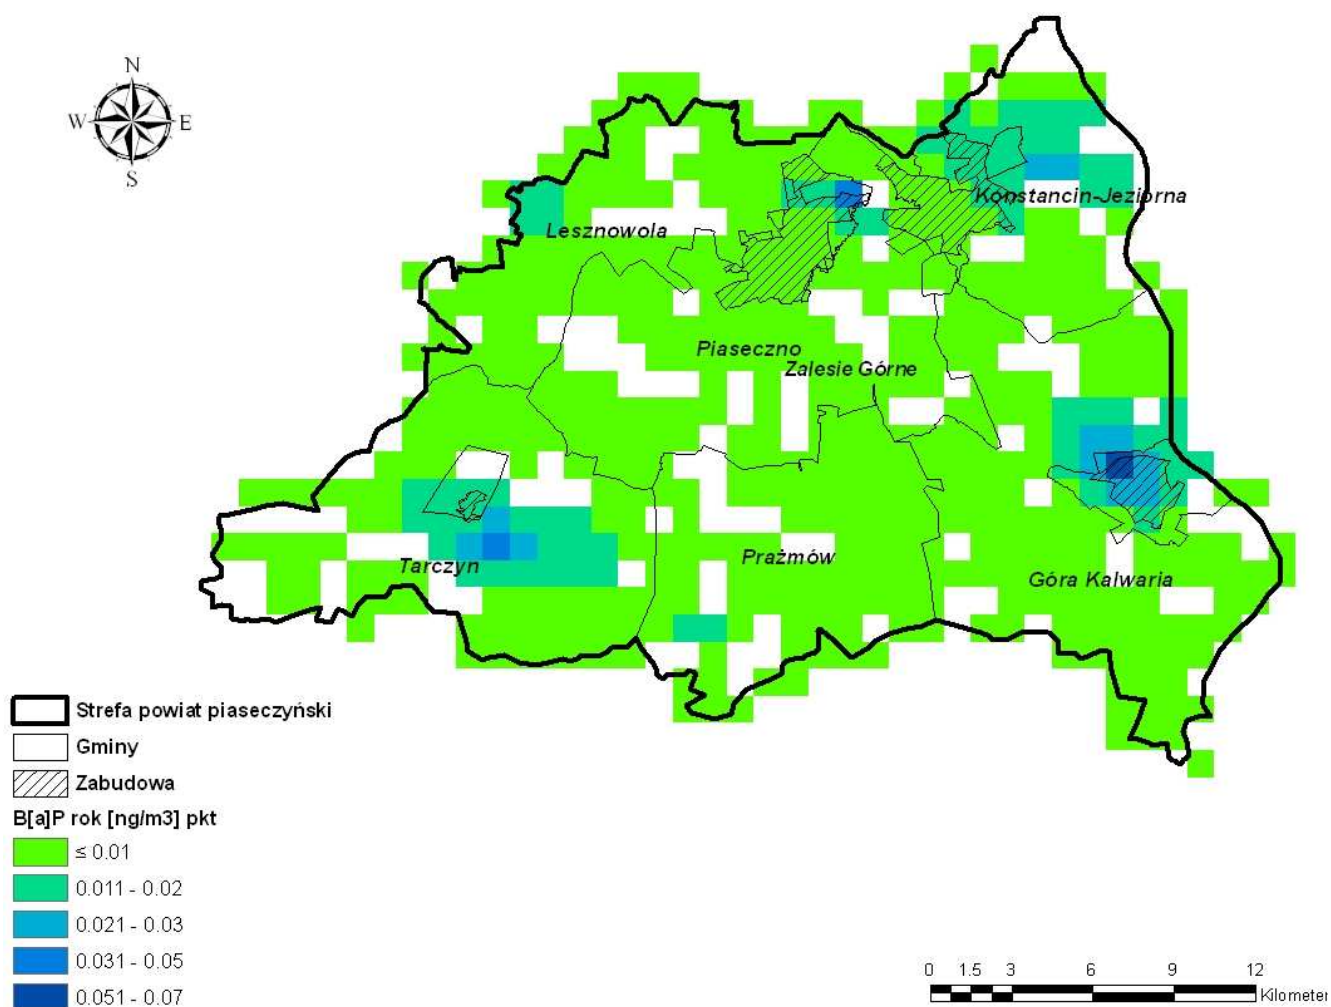 N
W E
S
Konstancin-Jeziorna
Lesznowola
Piaseczno
Zalesie Górne
Tarczyn
Prażmów
Góra Kalwaria
Strefa powiat piaseczyński
Gminy
Zabudowa
B[a]P rok [ng/m3] pkt
≤ 0.01
0.011 - 0.02
0.021 - 0.03
0.031 - 0.05
0.051 - 0.07
0 1.5 3 6 9 12
Kilometer